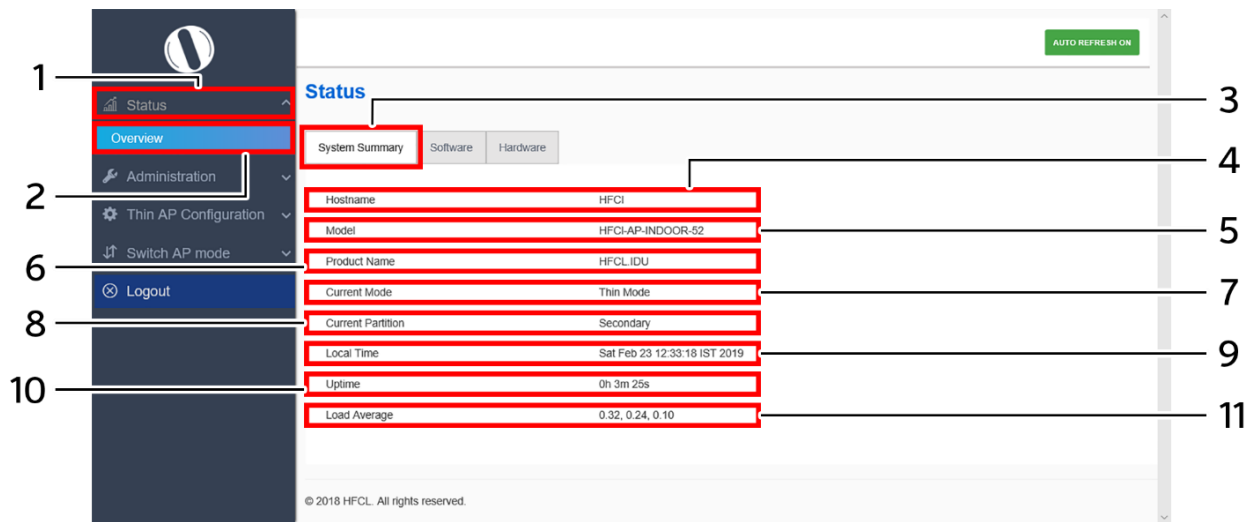 AUTO REFRESH ON
1
Status
Status
3
Overview
System Summary Software Hardware
4
2
Administration
Hostname HFCI
Thin AP Configuration
Model HFCI-AP-INDOOR-52
5
Switch AP mode
6
Product Name HFCL.IDU
Logout
Current Mode Thin Mode
7
8
Current Partition Secondary
Local Time Sat Feb 23 12:33:18 IST 2019
9
10
Uptime 0h 3m 25s
Load Average 0.32, 0.24, 0.10
11
© 2018 HFCL. All rights reserved.